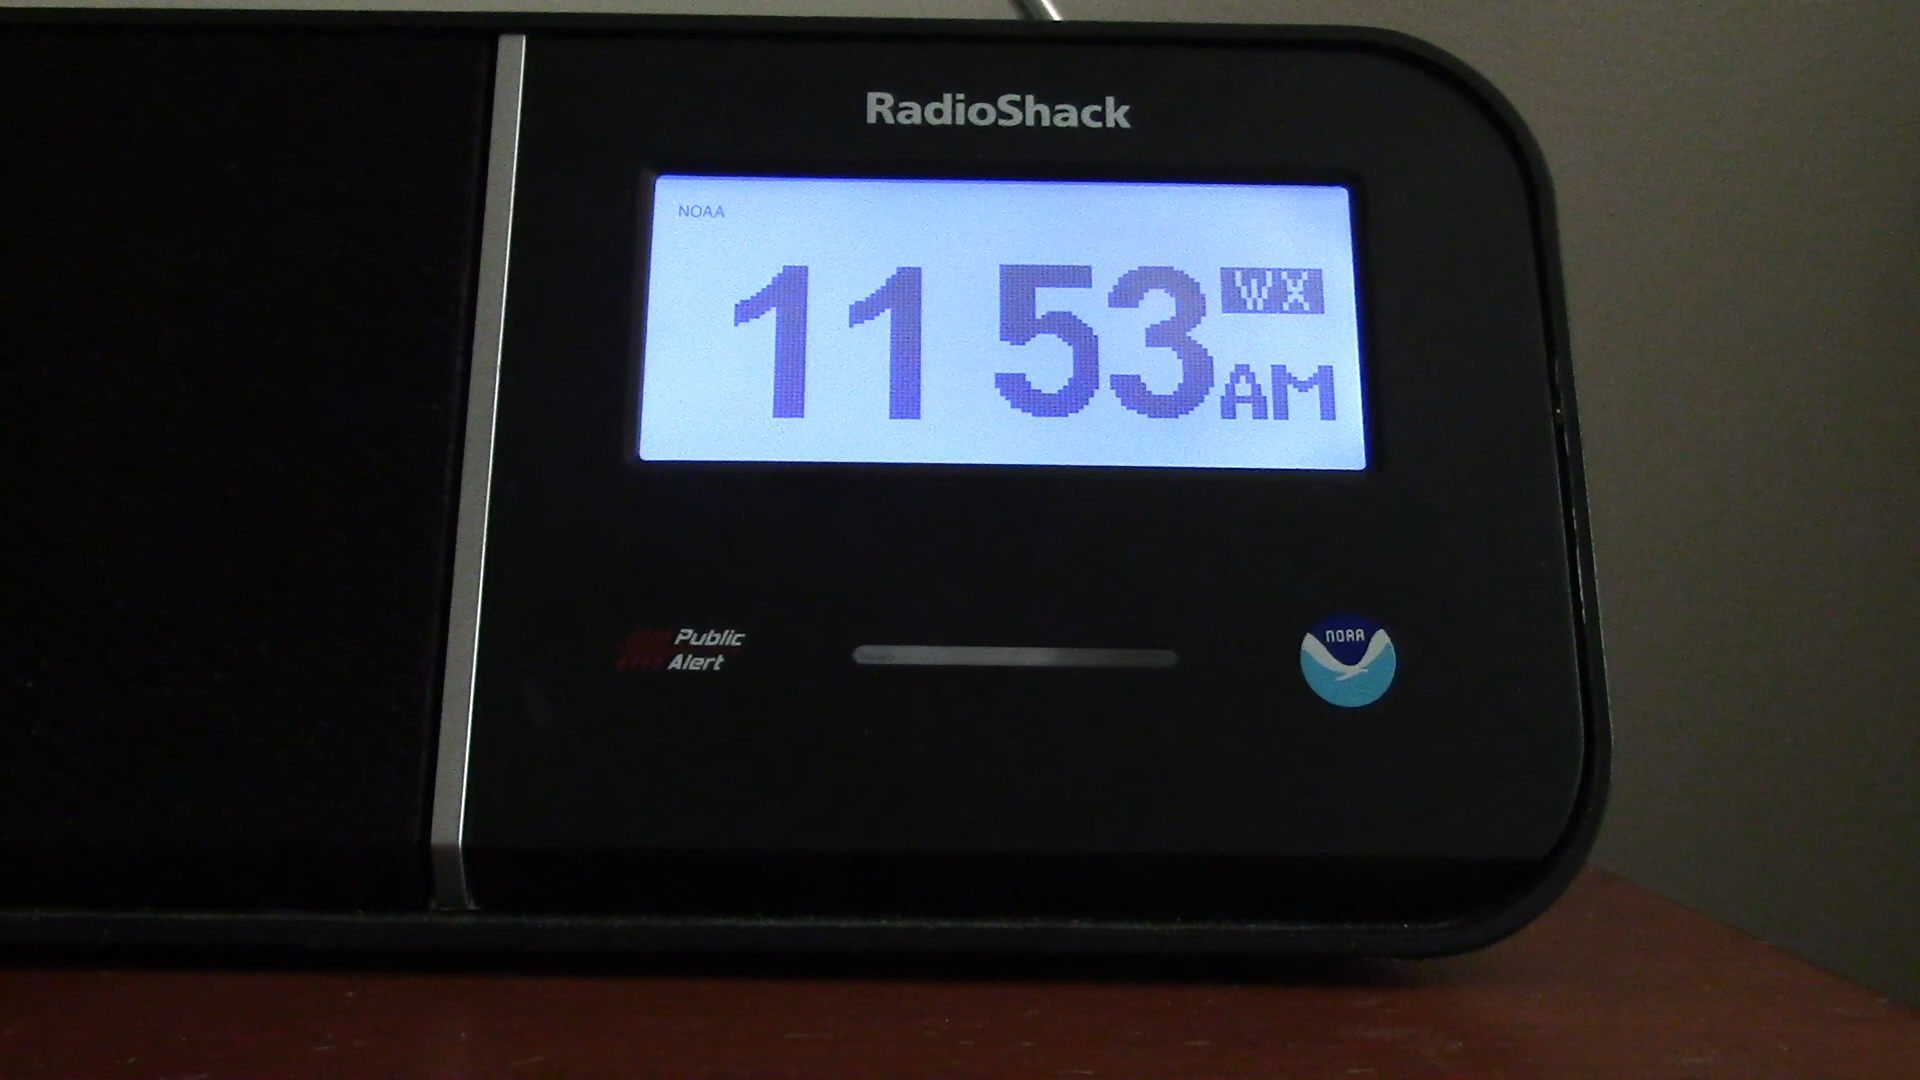 RadioShack
NOAA
11 53 WX
AM
Public
Alert
NOAA